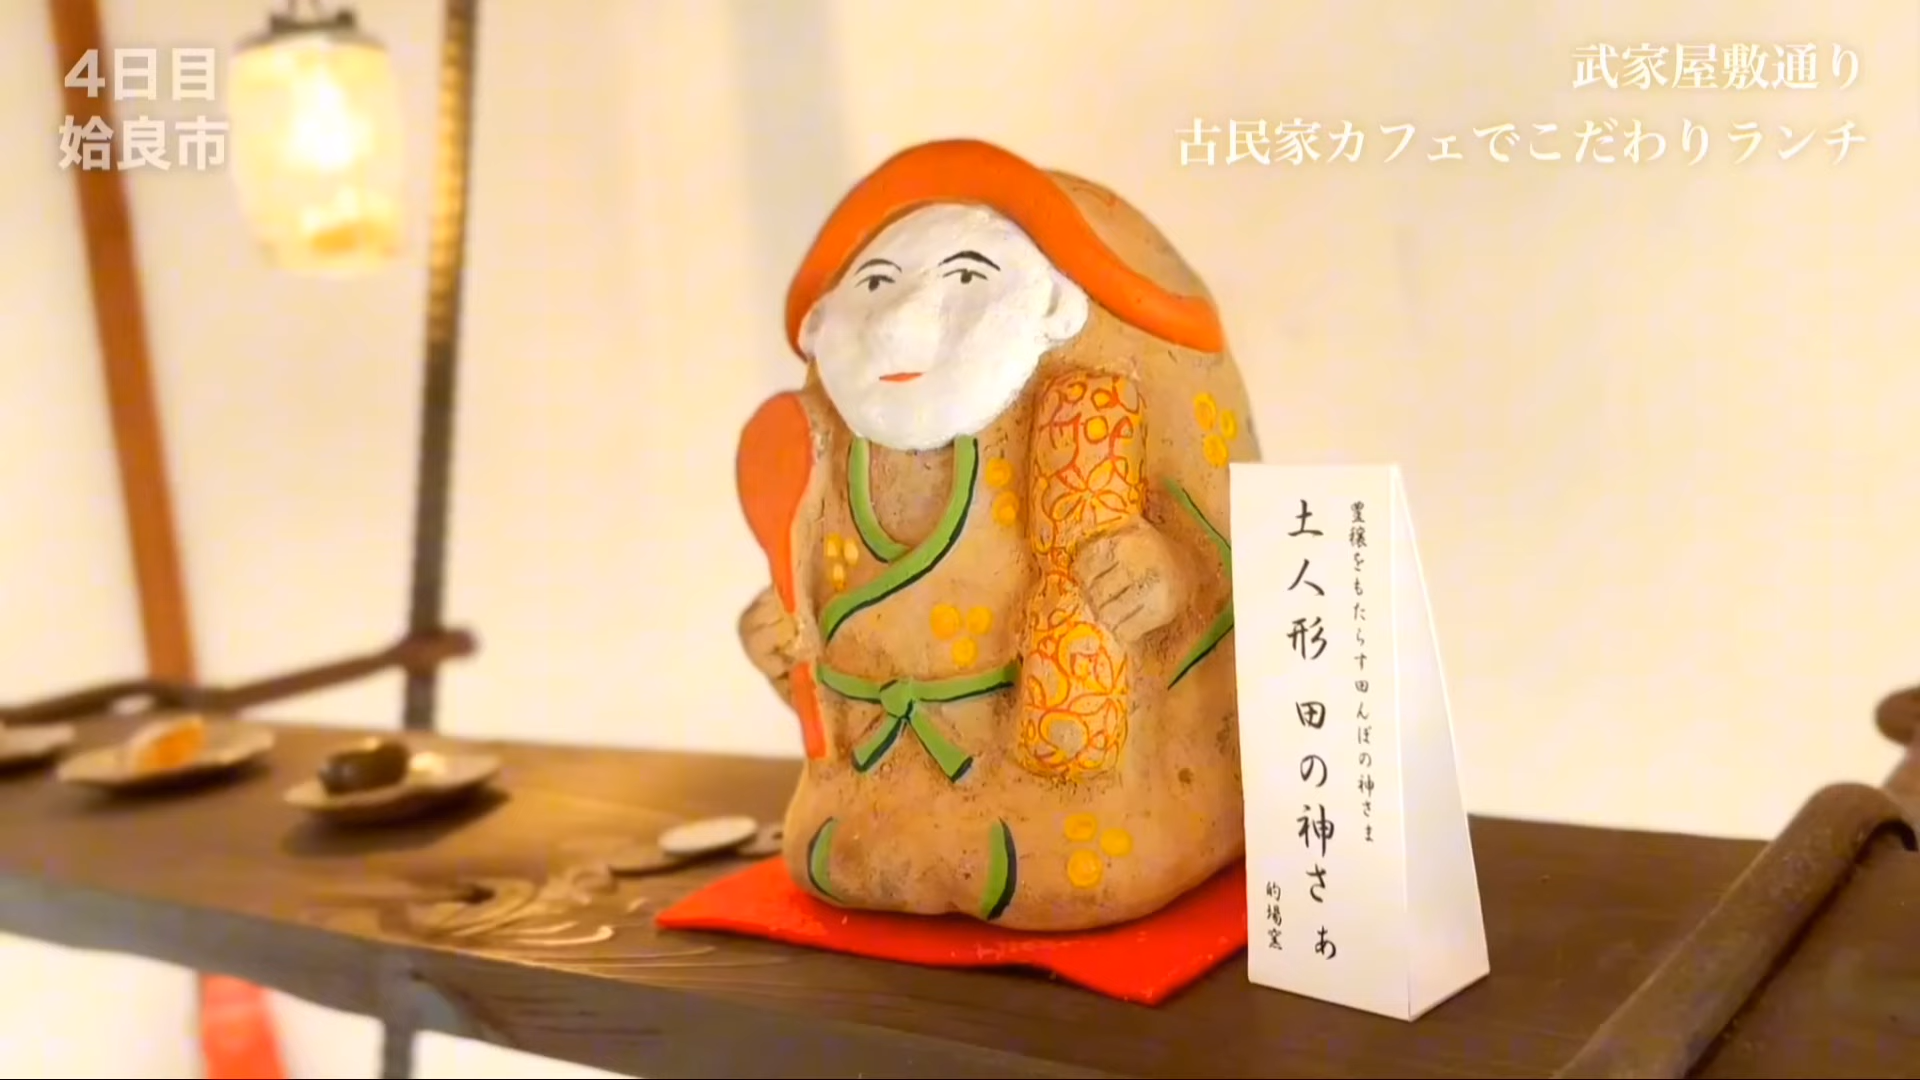 4日目
姶良市
武家屋敷通り
古民家カフェでこだわりランチ
豊穣をもたらす田んぼの神さま
土人形 田の神さぁ
的場窯